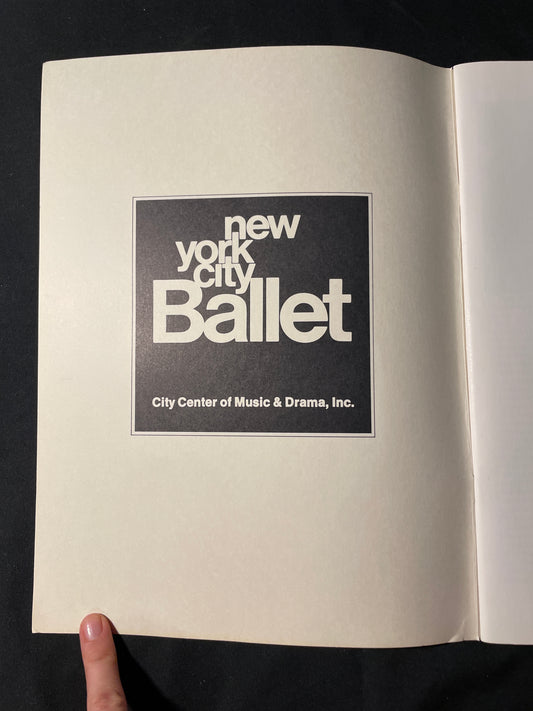 new
york
city
Ballet
City Center of Music & Drama, Inc.